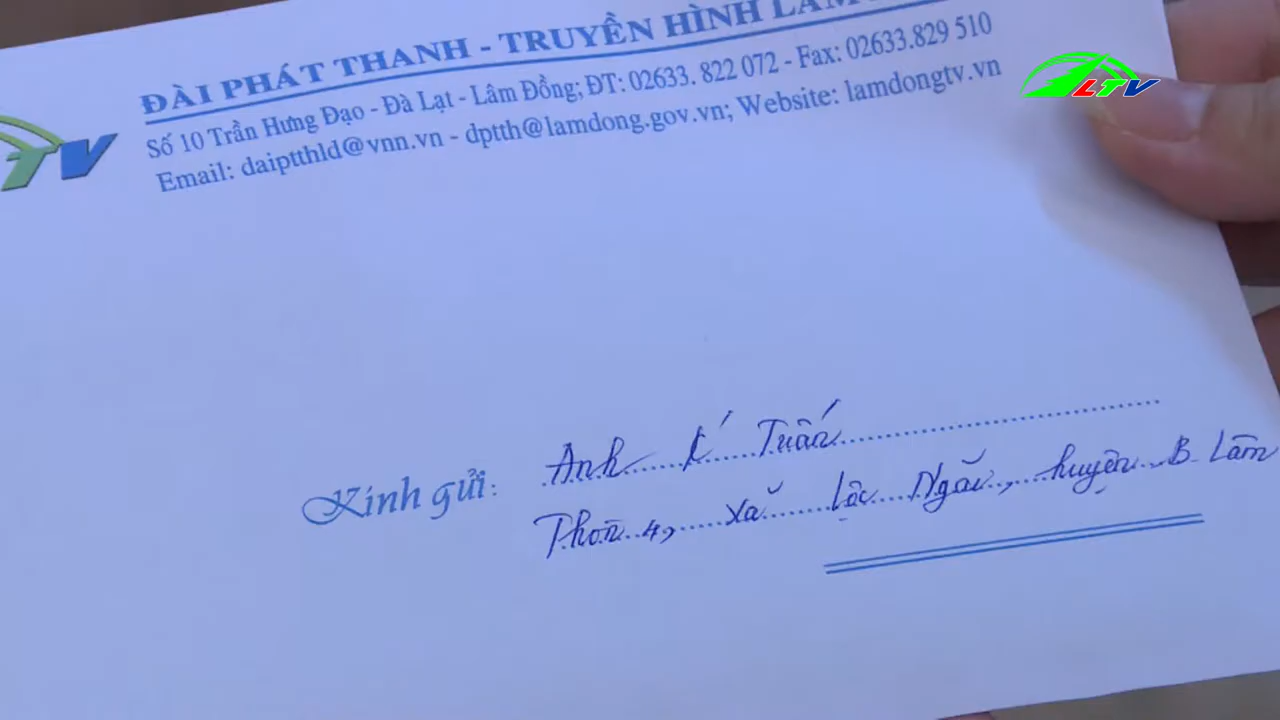 ĐÀI PHÁT THANH - TRUYỀN HÌNH LÂM
Số 10 Trần Hưng Đạo - Đà Lạt - Lâm Đồng; ĐT: 02633. 822 072 - Fax: 02633.829 510
Email: daiptthld@vnn.vn - dptth@lamdong.gov.vn; Website: lamdongtv.vn
LTV
TV
Kính gửi: Anh K' Tuấn
Thôn 4, xã Lộc Ngãi, huyện B Lâm